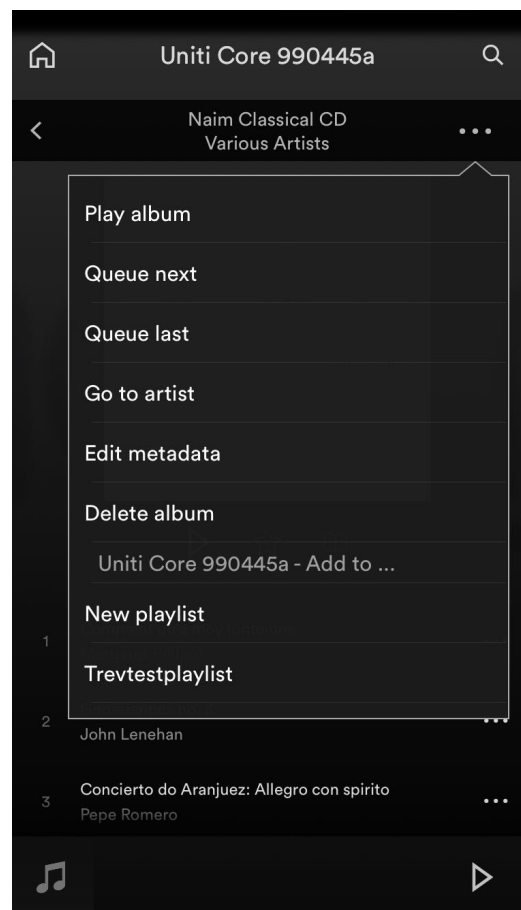 Uniti Core 990445a
Naim Classical CD
Various Artists
Play album
Queue next
Queue last
Go to artist
Edit metadata
Delete album
Uniti Core 990445a - Add to ...
New playlist
1
Trevtestplaylist
2
John Lenehan
3
Concierto do Aranjuez: Allegro con spirito
Pepe Romero